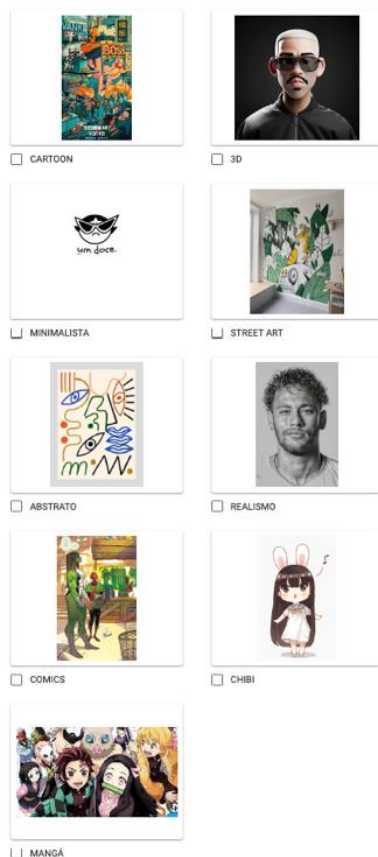 CARTOON
3D
um doce.
MINIMALISTA
STREET ART
ABSTRATO
REALISMO
COMICS
CHIBI
MANGÁ